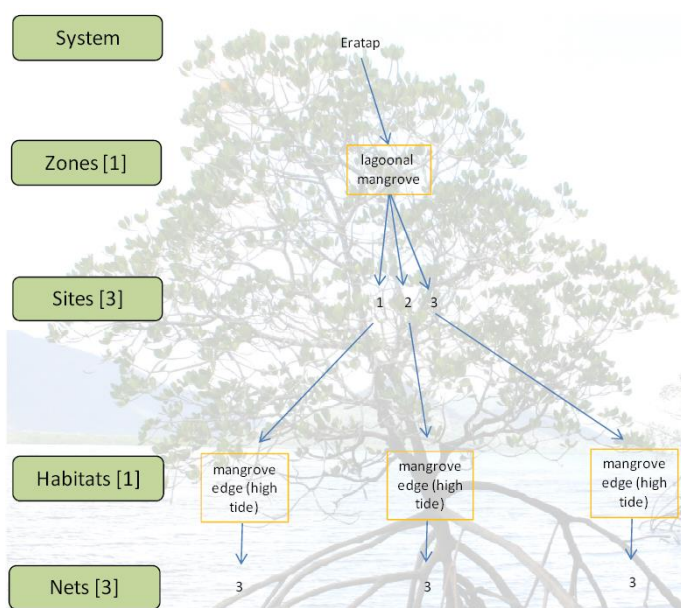 System
Eratap
Zones [1]
lagoonal
mangrove
Sites [3]
1 2 3
Habitats [1]
mangrove
edge (high
tide)
mangrove
edge (high
tide)
mangrove
edge (high
tide)
Nets [3]
3
3
3